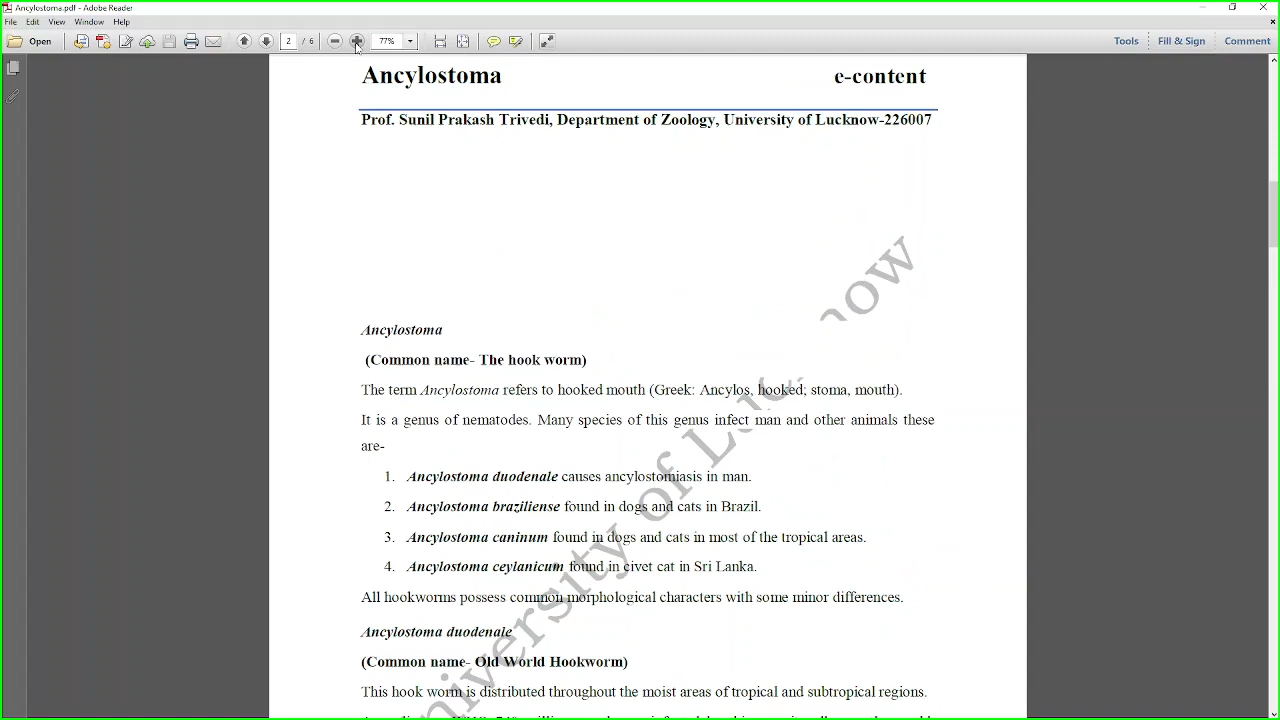 Ancylostoma.pdf - Adobe Reader
File Edit View Window Help
Open 2 / 6 77% Tools Fill & Sign Comment
Ancylostoma e-content
Prof. Sunil Prakash Trivedi, Department of Zoology, University of Lucknow-226007
Ancylostoma
(Common name- The hook worm)
The term Ancylostoma refers to hooked mouth (Greek: Ancylos, hooked; stoma, mouth).
It is a genus of nematodes. Many species of this genus infect man and other animals these
are-
1. Ancylostoma duodenale causes ancylostomiasis in man.
2. Ancylostoma braziliense found in dogs and cats in Brazil.
3. Ancylostoma caninum found in dogs and cats in most of the tropical areas.
4. Ancylostoma ceylanicum found in civet cat in Sri Lanka.
All hookworms possess common morphological characters with some minor differences.
Ancylostoma duodenale
(Common name- Old World Hookworm)
This hook worm is distributed throughout the moist areas of tropical and subtropical regions.